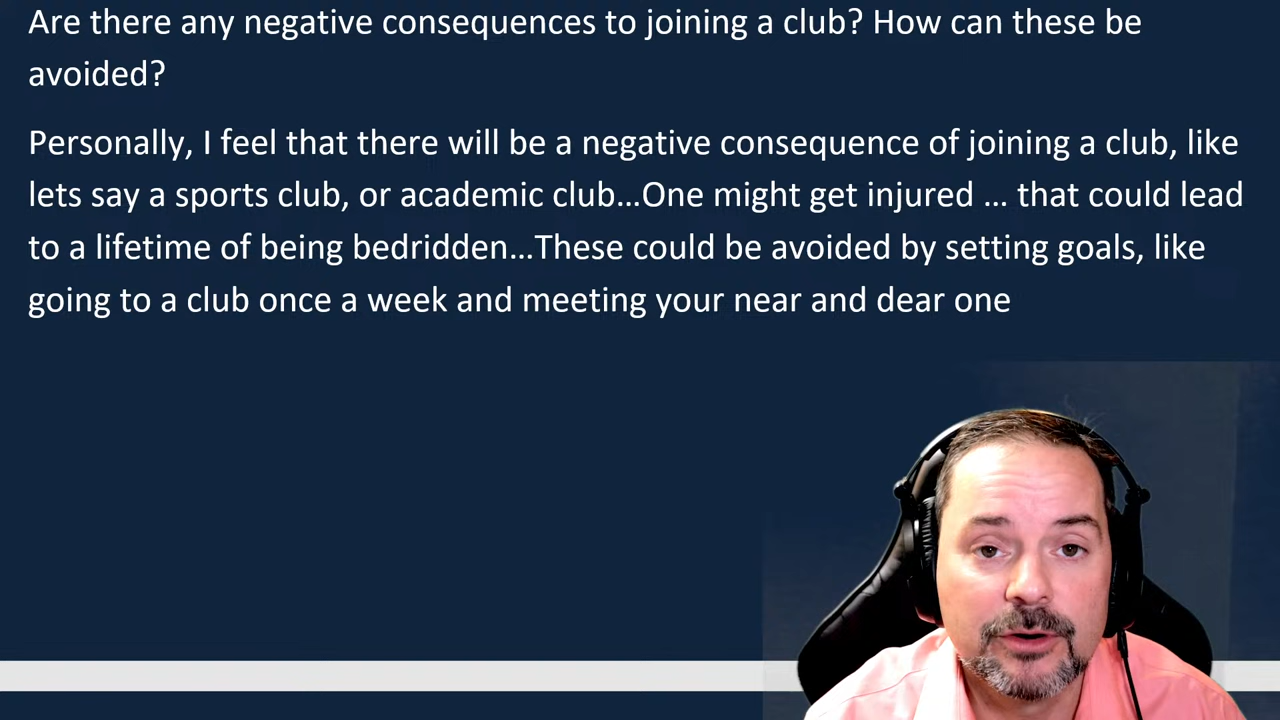 Are there any negative consequences to joining a club? How can these be
avoided?
Personally, I feel that there will be a negative consequence of joining a club, like
lets say a sports club, or academic club…One might get injured … that could lead
to a lifetime of being bedridden…These could be avoided by setting goals, like
going to a club once a week and meeting your near and dear one